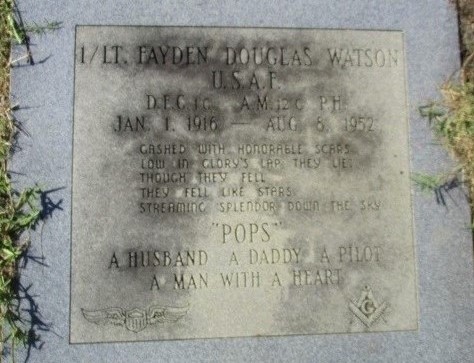 1/LT. FAYDEN DOUGLAS WATSON
U.S.A.F.
D.F.C. 1 C. A.M. 12 C P.H.
JAN. 1, 1916 — AUG. 6, 1952
GASHED WITH HONORABLE SCARS,
LOW IN GLORY'S LAP THEY LIE;
THOUGH THEY FELL
THEY FELL LIKE STARS,
STREAMING SPLENDOR DOWN THE SKY
"POPS"
A HUSBAND A DADDY A PILOT
A MAN WITH A HEART
G